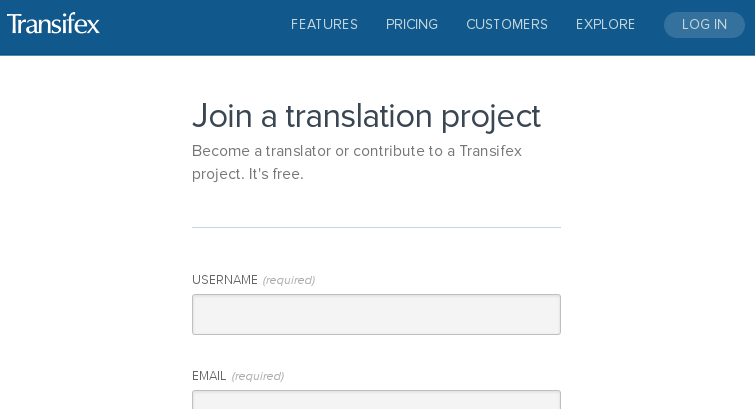 Transifex
FEATURES PRICING CUSTOMERS EXPLORE LOG IN
Join a translation project
Become a translator or contribute to a Transifex
project. It's free.
USERNAME (required)
EMAIL (required)